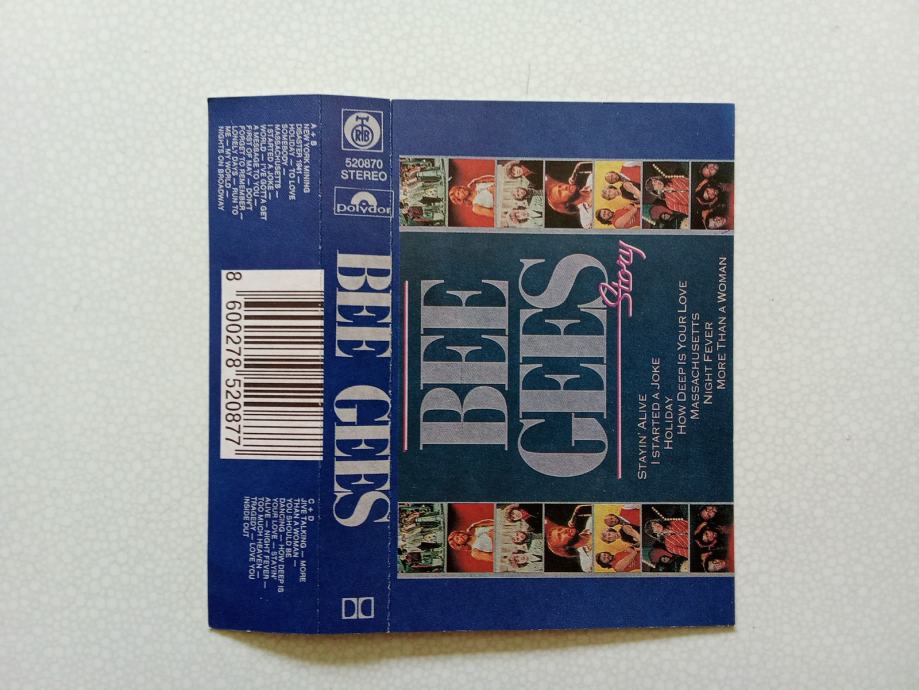 BEE
GEES
Story
STAYIN' ALIVE
I STARTED A JOKE
HOLIDAY
HOW DEEP IS YOUR LOVE
MASSACHUSETTS
NIGHT FEVER
MORE THAN A WOMAN
RTB
520870
STEREO
polydor
BEE GEES
A + B
NEW YORK MINING
DISASTER 1941 —
HOLIDAY — TO LOVE
SOMEBODY —
MASSACHUSETTS —
I STARTED A JOKE —
WORLD — I'VE GOTTA GET
A MESSAGE TO YOU —
FIRST OF MAY — DON'T
FORGET TO REMEMBER —
LONELY DAYS — RUN TO
ME — MY WORLD —
NIGHTS ON BROADWAY
8 600278 520877
C + D
JIVE TALKING — MORE
THAN A WOMAN —
YOU SHOULD BE
DANCING — HOW DEEP IS
YOUR LOVE — STAYIN'
ALIVE — NIGHT FEVER —
TOO MUCH HEAVEN —
TRAGEDY — LOVE YOU
INSIDE OUT